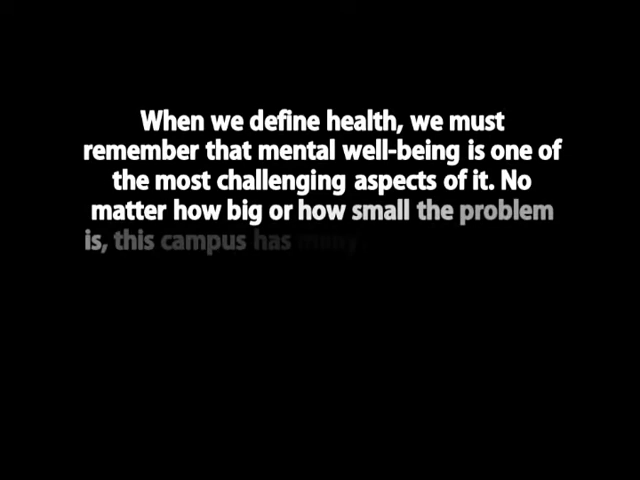 When we define health, we must
remember that mental well-being is one of
the most challenging aspects of it. No
matter how big or how small the problem
is, this campus has many